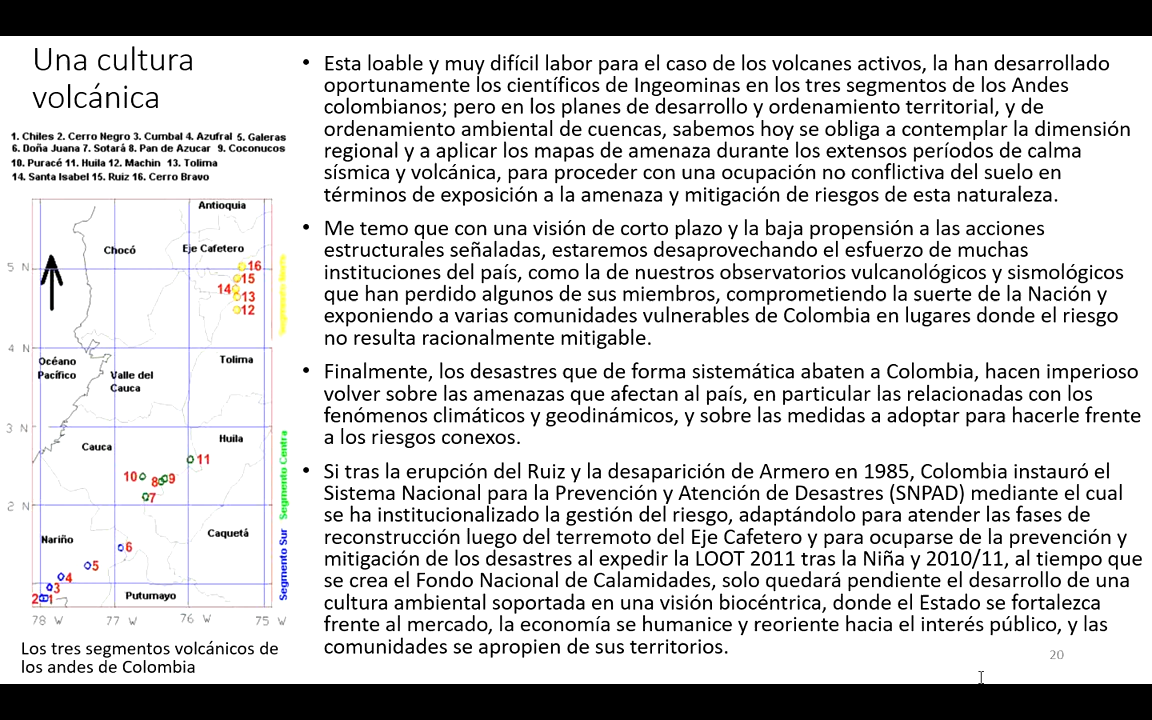 Una cultura
volcánica
1. Chiles 2. Cerro Negro 3. Cumbal 4. Azufral 5. Galeras
6. Doña Juana 7. Sotará 8. Pan de Azucar 9. Coconucos
10. Puracé 11. Huila 12. Machin 13. Tolima
14. Santa Isabel 15. Ruiz 16. Cerro Bravo
Antioquia
Chocó
Eje Cafetero
5 N
16
15
14
13
12
4 N
Océano
Pacífico
Valle del
Cauca
Tolima
3 N
Cauca
Huila
11
10
8
9
7
2 N
Nariño
Caquetá
6
5
4
3
2
1
Putumayo
78 W
77 W
76 W
75 W
Segmento Centra
Segmento Sur
Los tres segmentos volcánicos de
los andes de Colombia
• Esta loable y muy difícil labor para el caso de los volcanes activos, la han desarrollado
oportunamente los científicos de Ingeominas en los tres segmentos de los Andes
colombianos; pero en los planes de desarrollo y ordenamiento territorial, y de
ordenamiento ambiental de cuencas, sabemos hoy se obliga a contemplar la dimensión
regional y a aplicar los mapas de amenaza durante los extensos períodos de calma
sísmica y volcánica, para proceder con una ocupación no conflictiva del suelo en
términos de exposición a la amenaza y mitigación de riesgos de esta naturaleza.
• Me temo que con una visión de corto plazo y la baja propensión a las acciones
estructurales señaladas, estaremos desaprovechando el esfuerzo de muchas
instituciones del país, como la de nuestros observatorios vulcanológicos y sismológicos
que han perdido algunos de sus miembros, comprometiendo la suerte de la Nación y
exponiendo a varias comunidades vulnerables de Colombia en lugares donde el riesgo
no resulta racionalmente mitigable.
• Finalmente, los desastres que de forma sistemática abaten a Colombia, hacen imperioso
volver sobre las amenazas que afectan al país, en particular las relacionadas con los
fenómenos climáticos y geodinámicos, y sobre las medidas a adoptar para hacerle frente
a los riesgos conexos.
• Si tras la erupción del Ruiz y la desaparición de Armero en 1985, Colombia instauró el
Sistema Nacional para la Prevención y Atención de Desastres (SNPAD) mediante el cual
se ha institucionalizado la gestión del riesgo, adaptándolo para atender las fases de
reconstrucción luego del terremoto del Eje Cafetero y para ocuparse de la prevención y
mitigación de los desastres al expedir la LOOT 2011 tras la Niña y 2010/11, al tiempo que
se crea el Fondo Nacional de Calamidades, solo quedará pendiente el desarrollo de una
cultura ambiental soportada en una visión biocéntrica, donde el Estado se fortalezca
frente al mercado, la economía se humanice y reoriente hacia el interés público, y las
comunidades se apropien de sus territorios.
20